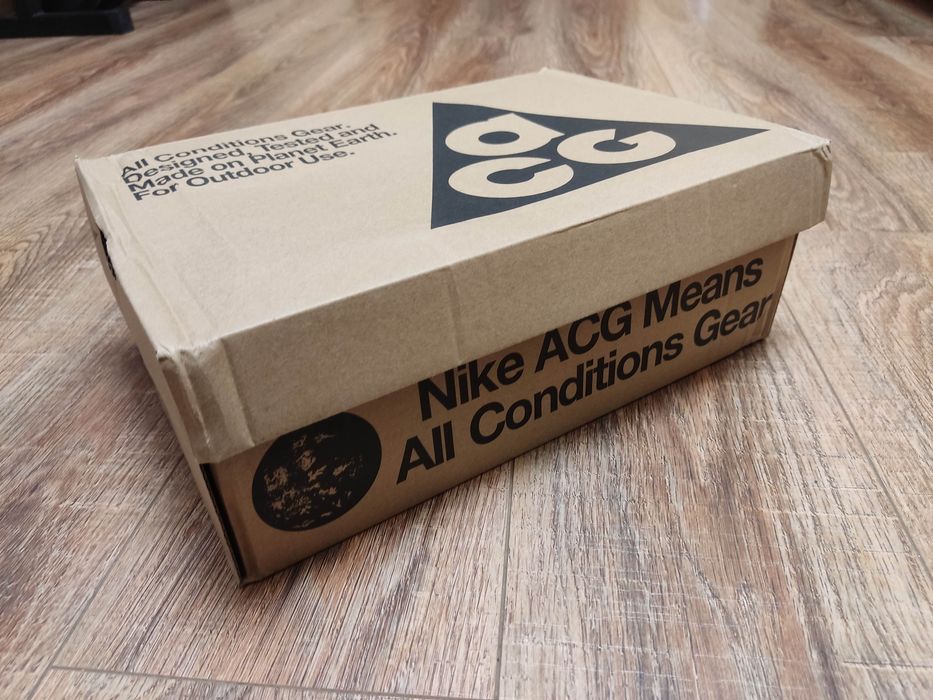 All Conditions Gear.
Designed, Tested and
Made on planet Earth.
For Outdoor Use.
aCG
Nike ACG Means
All Conditions Gear